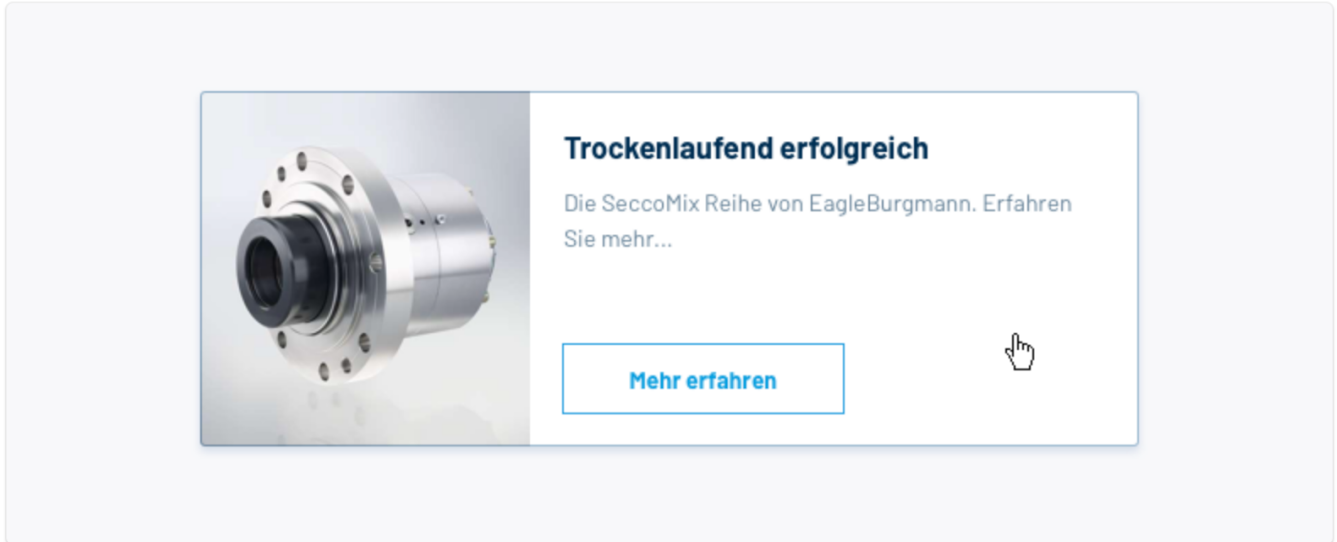 Trockenlaufend erfolgreich
Die SeccoMix Reihe von EagleBurgmann. Erfahren
Sie mehr...
Mehr erfahren